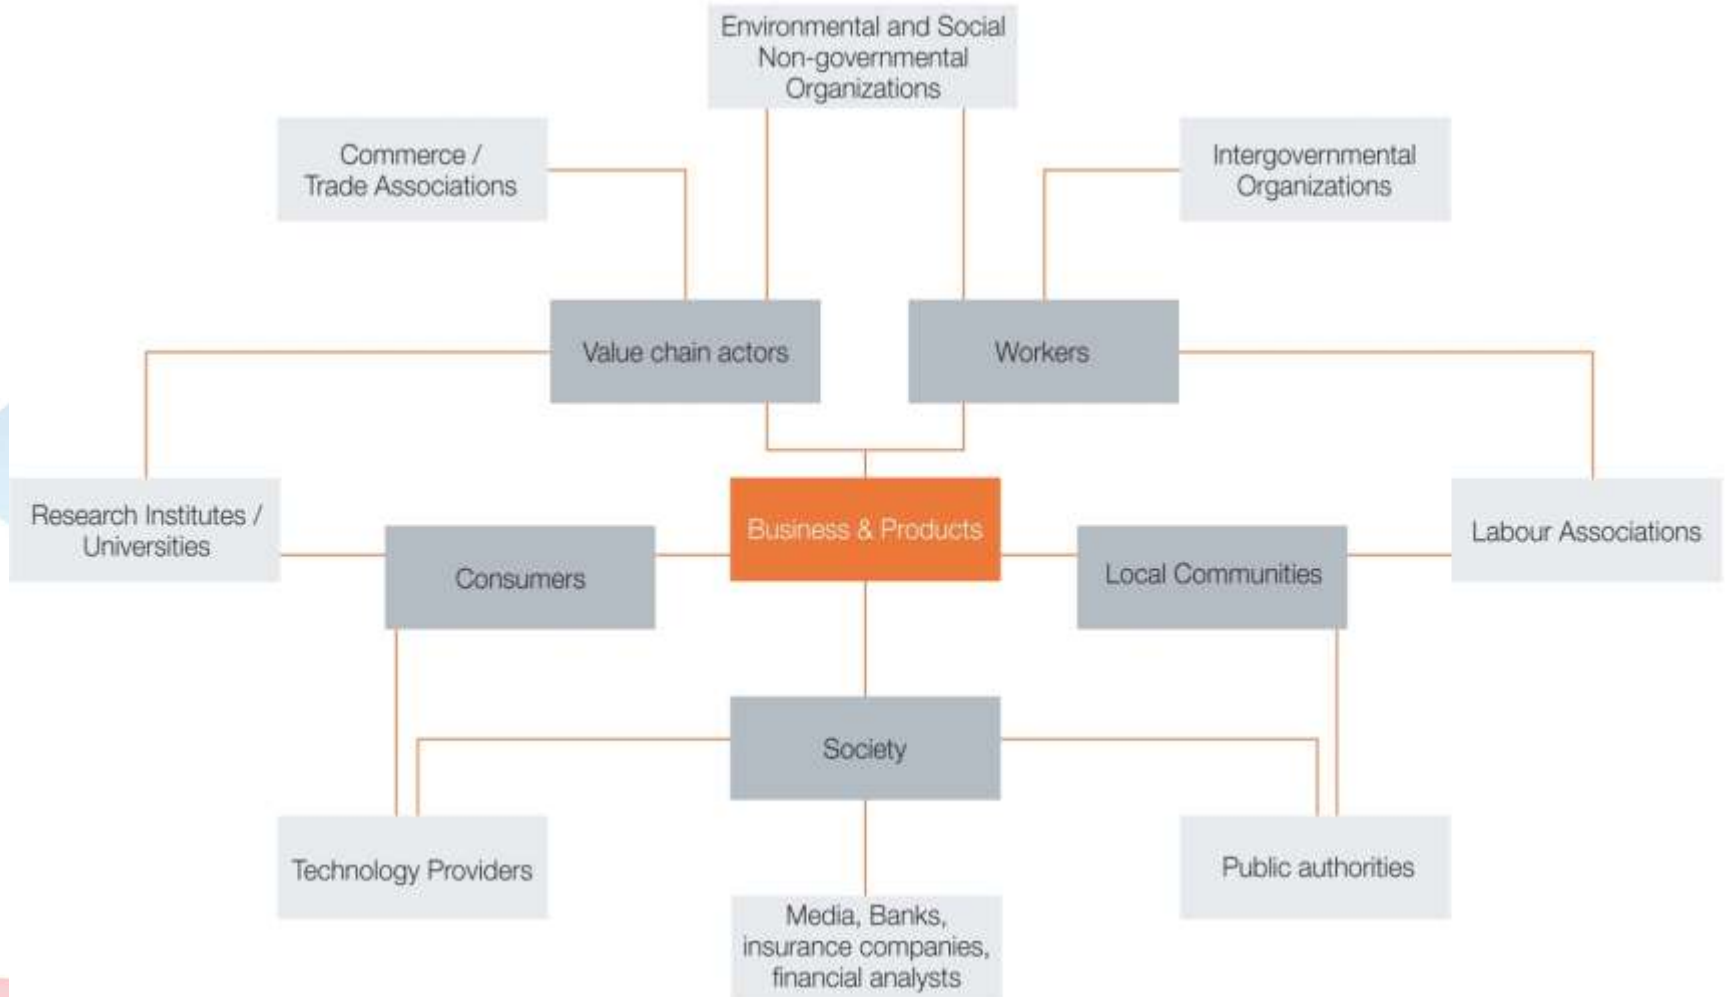 Environmental and Social
Non-governmental
Organizations
Commerce /
Trade Associations
Intergovernmental
Organizations
Value chain actors
Workers
Research Institutes /
Universities
Business & Products
Labour Associations
Consumers
Local Communities
Society
Technology Providers
Public authorities
Media, Banks,
insurance companies,
financial analysts